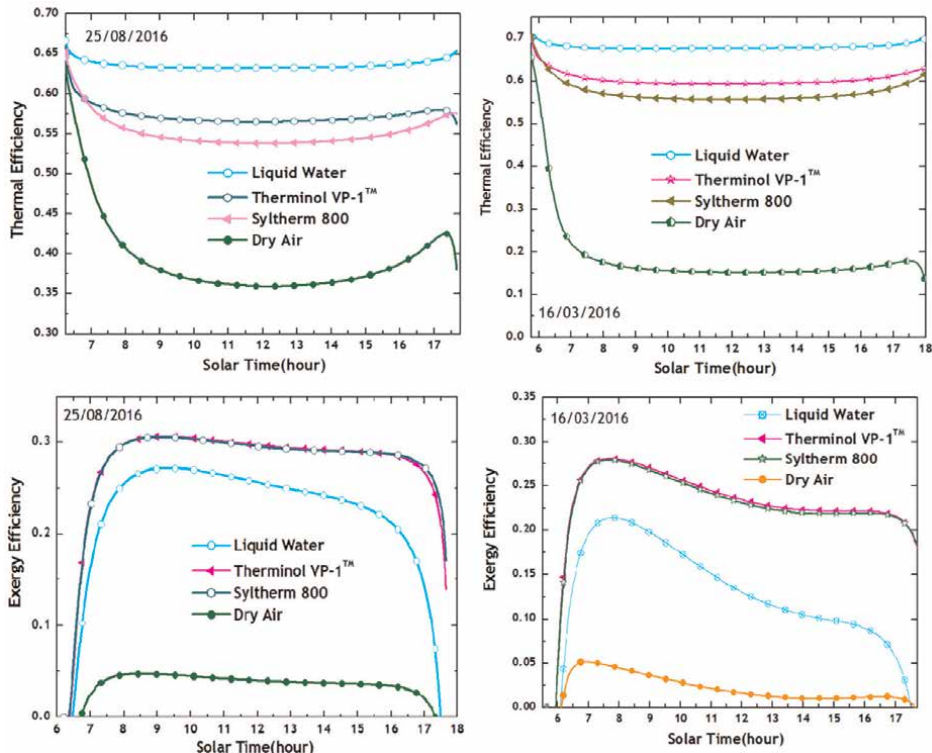 25/08/2016
Thermal Efficiency
0.70
0.65
0.60
0.55
0.50
0.45
0.40
0.35
0.30
Liquid Water
Therminol VP-1™
Syltherm 800
Dry Air
7 8 9 10 11 12 13 14 15 16 17
Solar Time(hour)
Thermal Efficiency
0.7
0.6
0.5
0.4
0.3
0.2
0.1
0.0
Liquid Water
Therminol VP-1™
Syltherm 800
Dry Air
16/03/2016
6 7 8 9 10 11 12 13 14 15 16 17 18
Solar Time(hour)
25/08/2016
Exergy Efficiency
0.3
0.2
0.1
0.0
Liquid Water
Therminol VP-1™
Syltherm 800
Dry Air
6 7 8 9 10 11 12 13 14 15 16 17 18
Solar Time(hour)
16/03/2016
Exergy Efficiency
0.35
0.30
0.25
0.20
0.15
0.10
0.05
0.00
Liquid Water
Therminol VP-1™
Syltherm 800
Dry Air
6 7 8 9 10 11 12 13 14 15 16 17
Solar Time(hour)